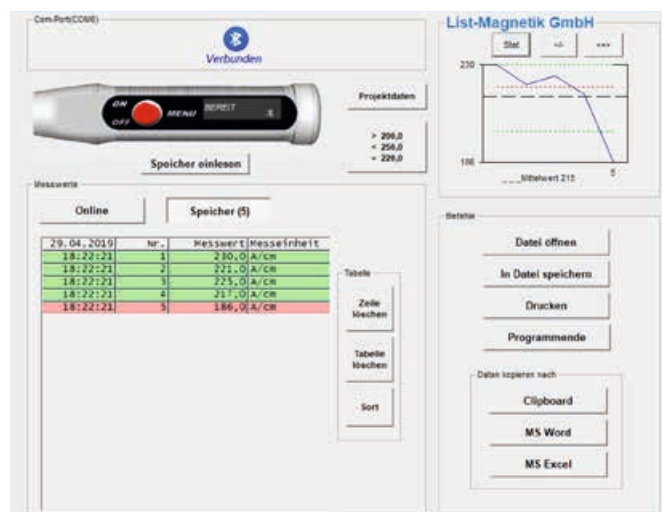 Com-Port(COM6)
Verbunden
ON
OFF
MENU
BEREIT
Speicher einlesen
Projektdaten
> 200,0
< 250,0
= 220,0
List-Magnetik GmbH
Stat
+/-
230
186
5
___Mittelwert 215
Messwerte
Online
Speicher (5)
29.04.2019 Nr. Messwert Messeinheit
18:22:21 1 230,0 A/cm
18:22:21 2 221,0 A/cm
18:22:21 3 225,0 A/cm
18:22:21 4 217,0 A/cm
18:22:21 5 186,0 A/cm
Tabelle
Zeile
löschen
Tabelle
löschen
Sort
Befehle
Datei öffnen
In Datei speichern
Drucken
Programmende
Daten kopieren nach
Clipboard
MS Word
MS Excel